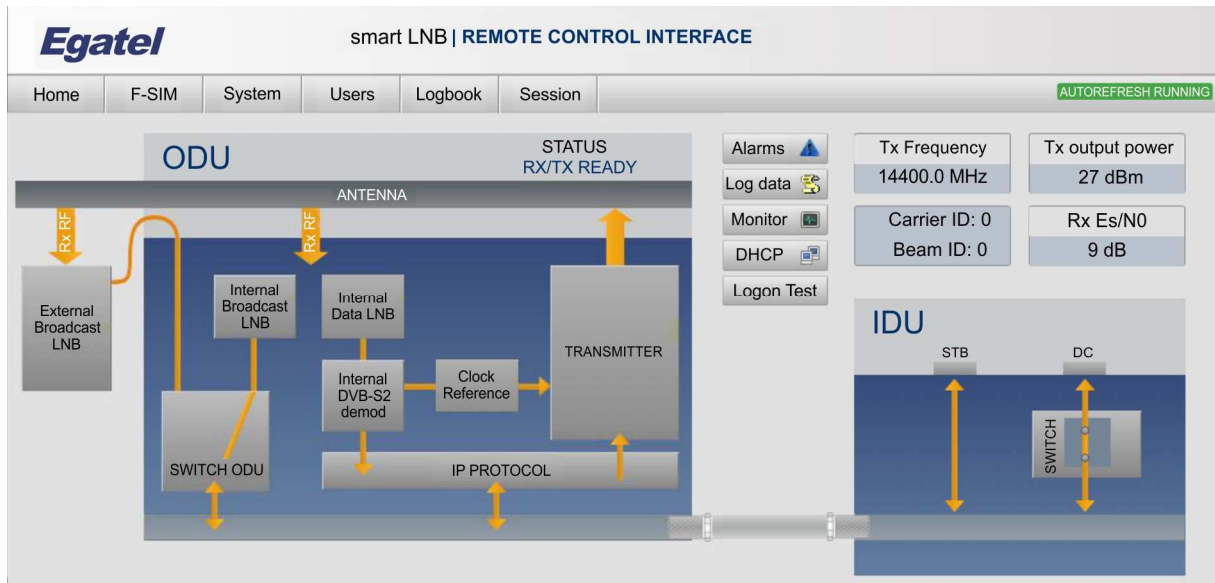 Egatel
smart LNB | REMOTE CONTROL INTERFACE
Home
F-SIM
System
Users
Logbook
Session
AUTOREFRESH RUNNING
ODU
STATUS
RX/TX READY
ANTENNA
Rx RF
Rx RF
External
Broadcast
LNB
Internal
Broadcast
LNB
Internal
Data LNB
Internal
DVB-S2
demod
Clock
Reference
TRANSMITTER
SWITCH ODU
IP PROTOCOL
Alarms
Log data
Monitor
DHCP
Logon Test
Tx Frequency
14400.0 MHz
Tx output power
27 dBm
Carrier ID: 0
Beam ID: 0
Rx Es/N0
9 dB
IDU
STB
DC
SWITCH